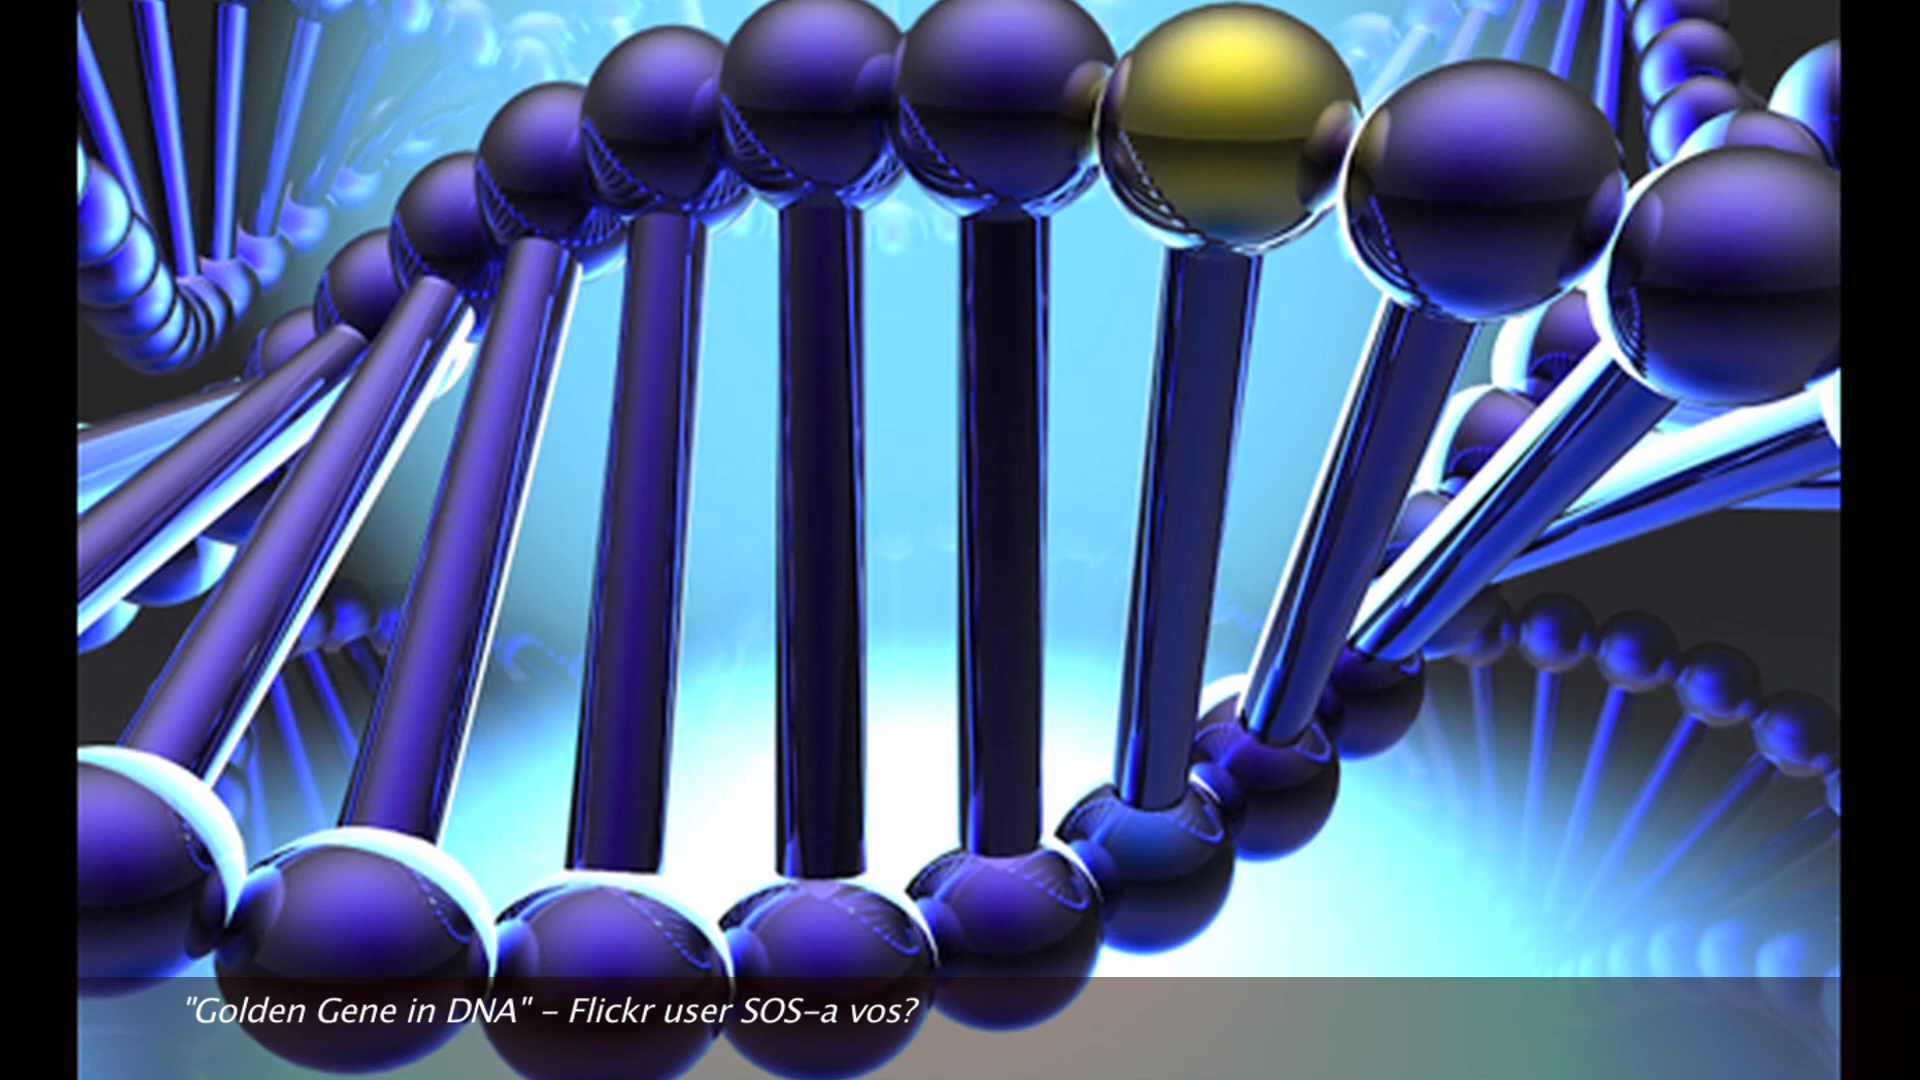 "Golden Gene in DNA" – Flickr user SOS–a vos?